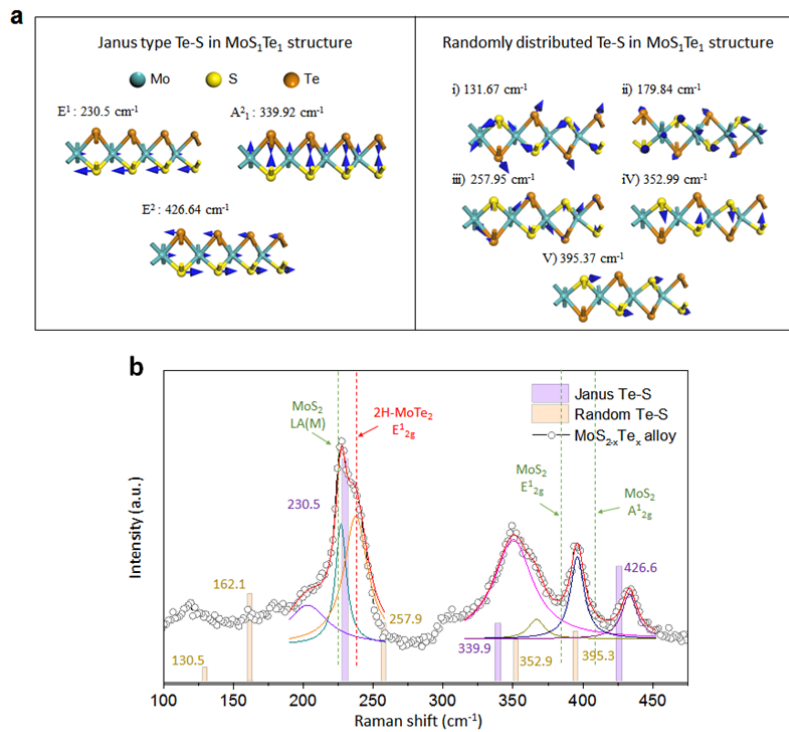 a
Janus type Te-S in MoS₁Te₁ structure
Mo S Te
E¹ : 230.5 cm⁻¹ A²₁ : 339.92 cm⁻¹
E² : 426.64 cm⁻¹
Randomly distributed Te-S in MoS₁Te₁ structure
i) 131.67 cm⁻¹ ii) 179.84 cm⁻¹
iii) 257.95 cm⁻¹ iV) 352.99 cm⁻¹
V) 395.37 cm⁻¹
b
MoS₂
LA(M)
2H-MoTe₂
E¹₂g
Janus Te-S
Random Te-S
MoS₂₋ₓTeₓ alloy
MoS₂
E¹₂g
MoS₂
A¹₂g
230.5
426.6
162.1
257.9
130.5
339.9
352.9
395.3
Intensity (a.u.)
100 150 200 250 300 350 400 450
Raman shift (cm⁻¹)